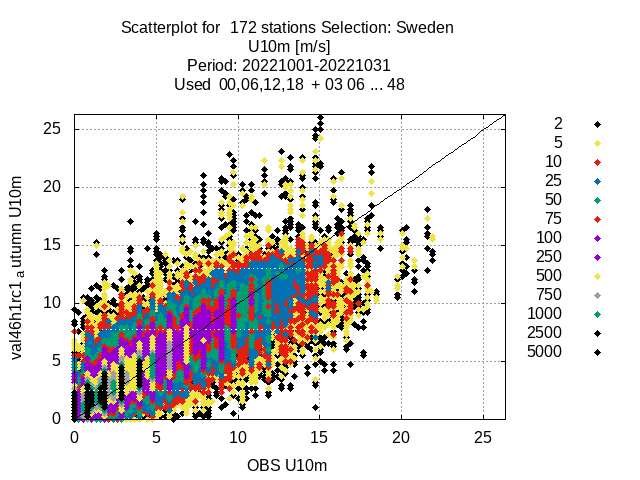 Scatterplot for  172 stations Selection: Sweden
U10m [m/s]
Period: 20221001-20221031
Used  00,06,12,18  + 03 06 ... 48
val46h1rc1 a utumn U10m
25
20
15
10
5
0
0 5 10 15 20 25
OBS U10m
2
5
10
25
50
75
100
250
500
750
1000
2500
5000